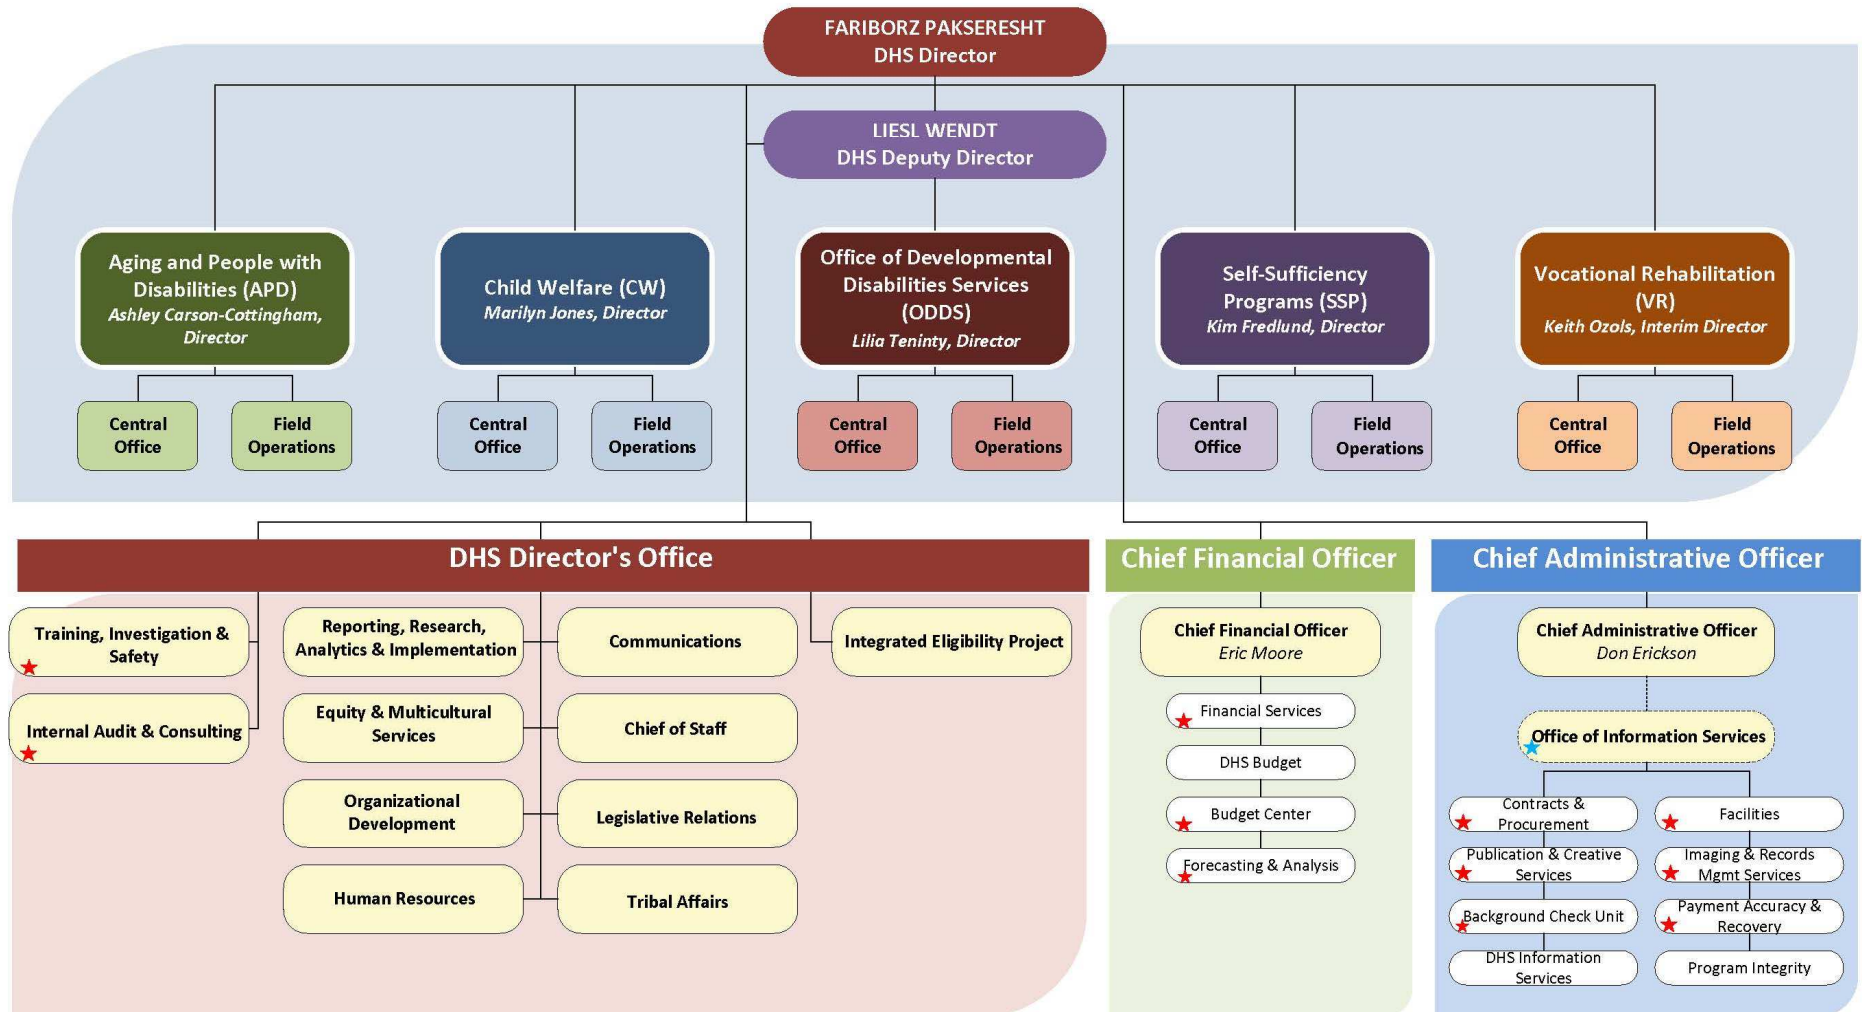 FARIBORZ PAKSERESHT
DHS Director
LIESL WENDT
DHS Deputy Director
Aging and People with
Disabilities (APD)
Ashley Carson-Cottingham,
Director
Child Welfare (CW)
Marilyn Jones, Director
Office of Developmental
Disabilities Services
(ODDS)
Lilia Teninty, Director
Self-Sufficiency
Programs (SSP)
Kim Fredlund, Director
Vocational Rehabilitation
(VR)
Keith Ozols, Interim Director
Central
Office
Field
Operations
Central
Office
Field
Operations
Central
Office
Field
Operations
Central
Office
Field
Operations
Central
Office
Field
Operations
DHS Director's Office
Training, Investigation &
Safety
Internal Audit & Consulting
Reporting, Research,
Analytics & Implementation
Equity & Multicultural
Services
Organizational
Development
Human Resources
Communications
Chief of Staff
Legislative Relations
Tribal Affairs
Integrated Eligibility Project
Chief Financial Officer
Chief Financial Officer
Eric Moore
Financial Services
DHS Budget
Budget Center
Forecasting & Analysis
Chief Administrative Officer
Chief Administrative Officer
Don Erickson
Office of Information Services
Contracts &
Procurement
Publication & Creative
Services
Background Check Unit
DHS Information
Services
Facilities
Imaging & Records
Mgmt Services
Payment Accuracy &
Recovery
Program Integrity